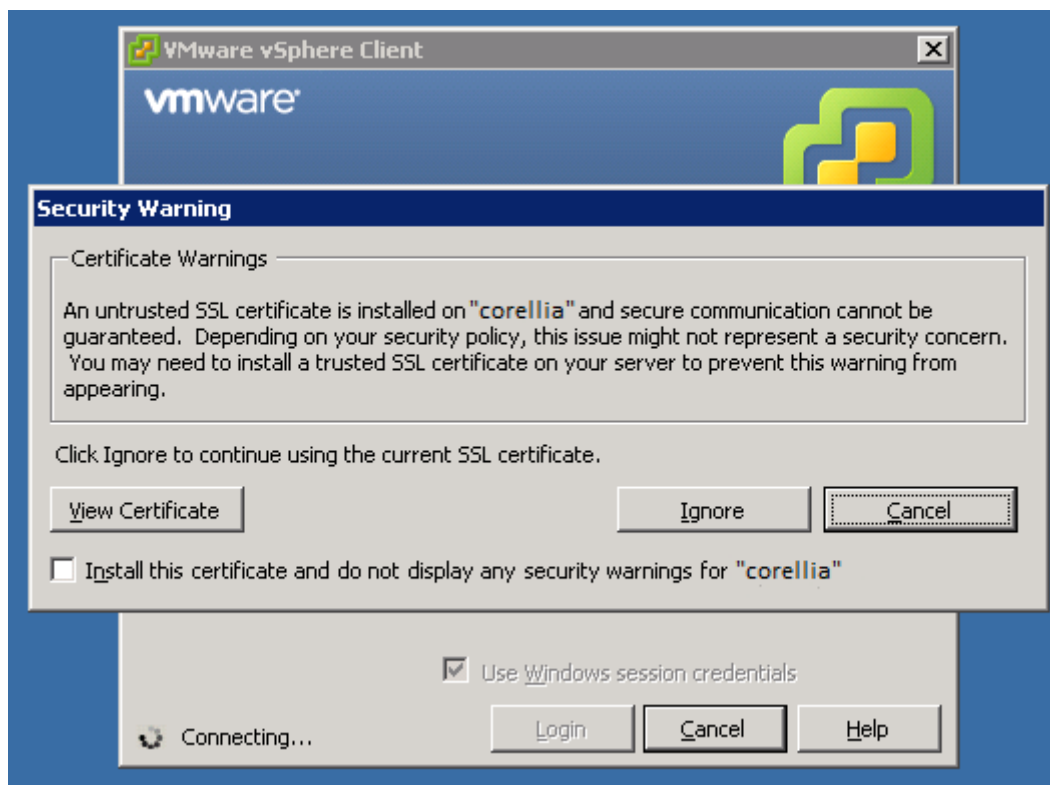 VMware vSphere Client
vmware
Security Warning
Certificate Warnings
An untrusted SSL certificate is installed on "corellia" and secure communication cannot be
guaranteed. Depending on your security policy, this issue might not represent a security concern.
You may need to install a trusted SSL certificate on your server to prevent this warning from
appearing.
Click Ignore to continue using the current SSL certificate.
View Certificate Ignore Cancel
Install this certificate and do not display any security warnings for "corellia"
Use Windows session credentials
Connecting... Login Cancel Help